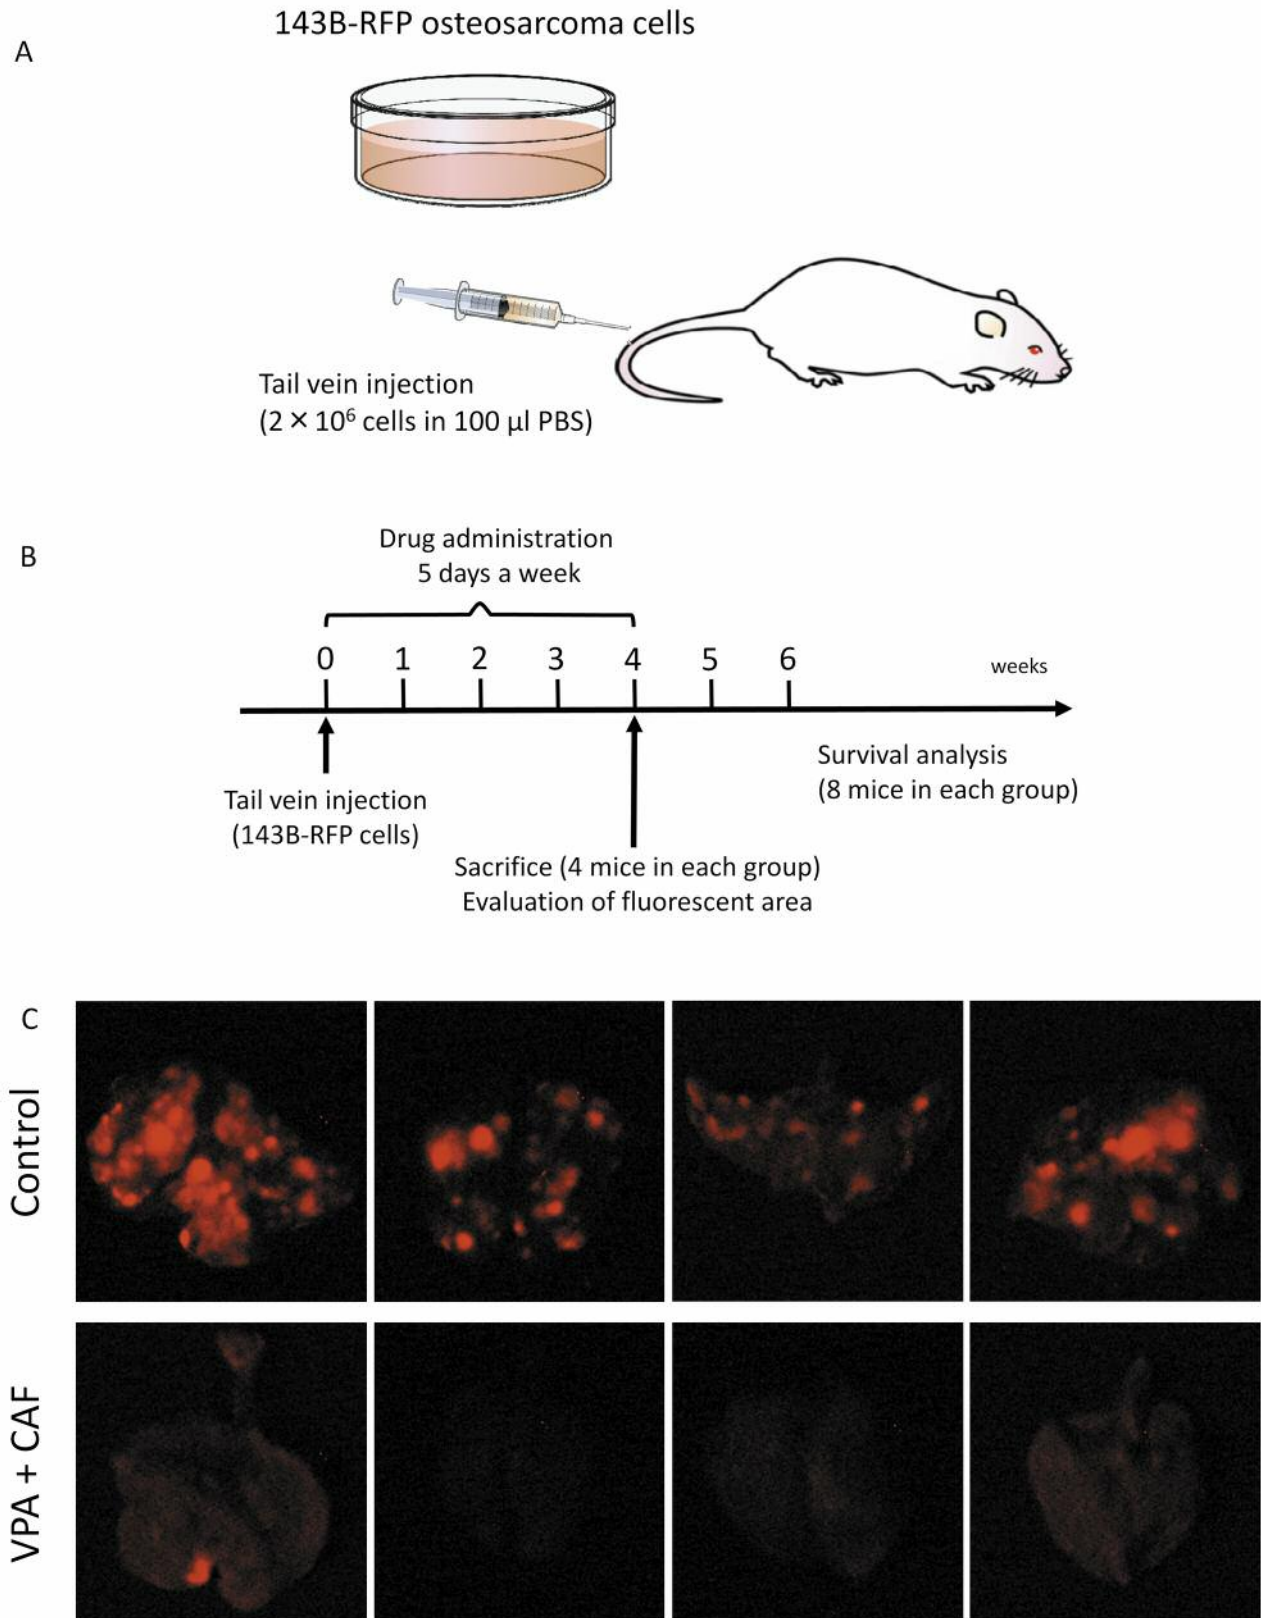 A
143B-RFP osteosarcoma cells
Tail vein injection
(2 × 10⁶ cells in 100 µl PBS)
B
Drug administration
5 days a week
0 1 2 3 4 5 6 weeks
Tail vein injection
(143B-RFP cells)
Survival analysis
(8 mice in each group)
Sacrifice (4 mice in each group)
Evaluation of fluorescent area
C
Control
VPA + CAF